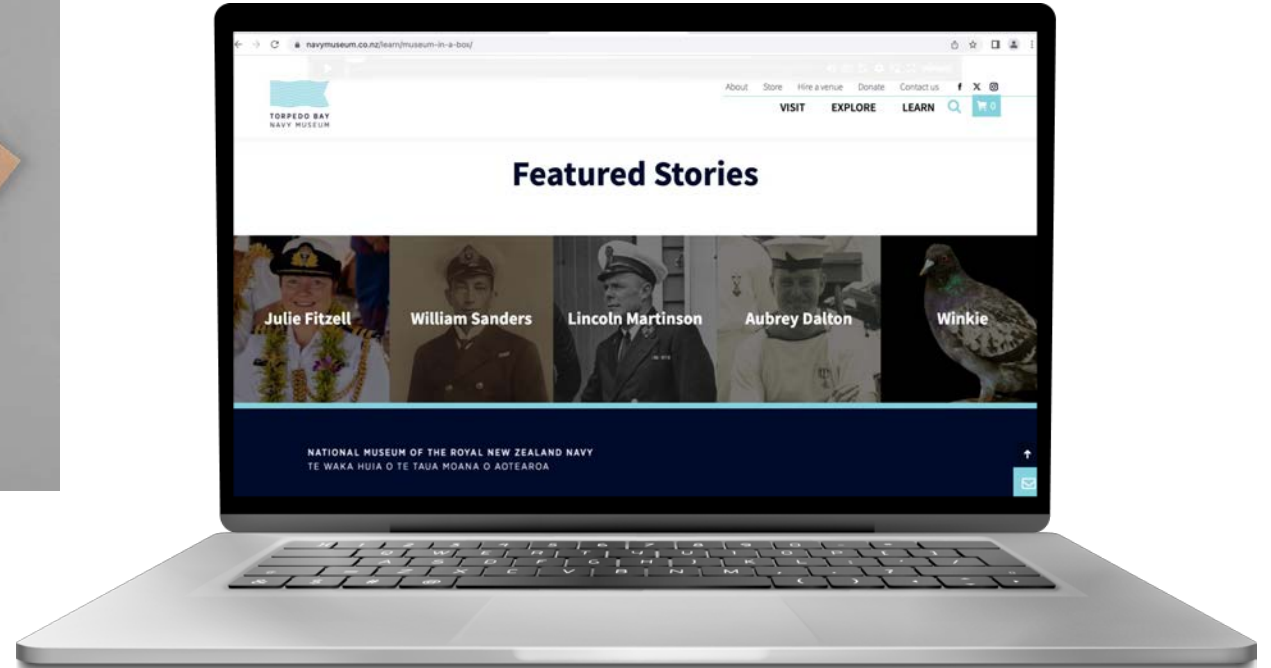 navymuseum.co.nz/learn/museum-in-a-box/
About Store Hire a venue Donate Contact us
VISIT EXPLORE LEARN 0
TORPEDO BAY
NAVY MUSEUM
Featured Stories
Julie Fitzell William Sanders Lincoln Martinson Aubrey Dalton Winkie
NATIONAL MUSEUM OF THE ROYAL NEW ZEALAND NAVY
TE WAKA HUIA O TE TAUA MOANA O AOTEAROA